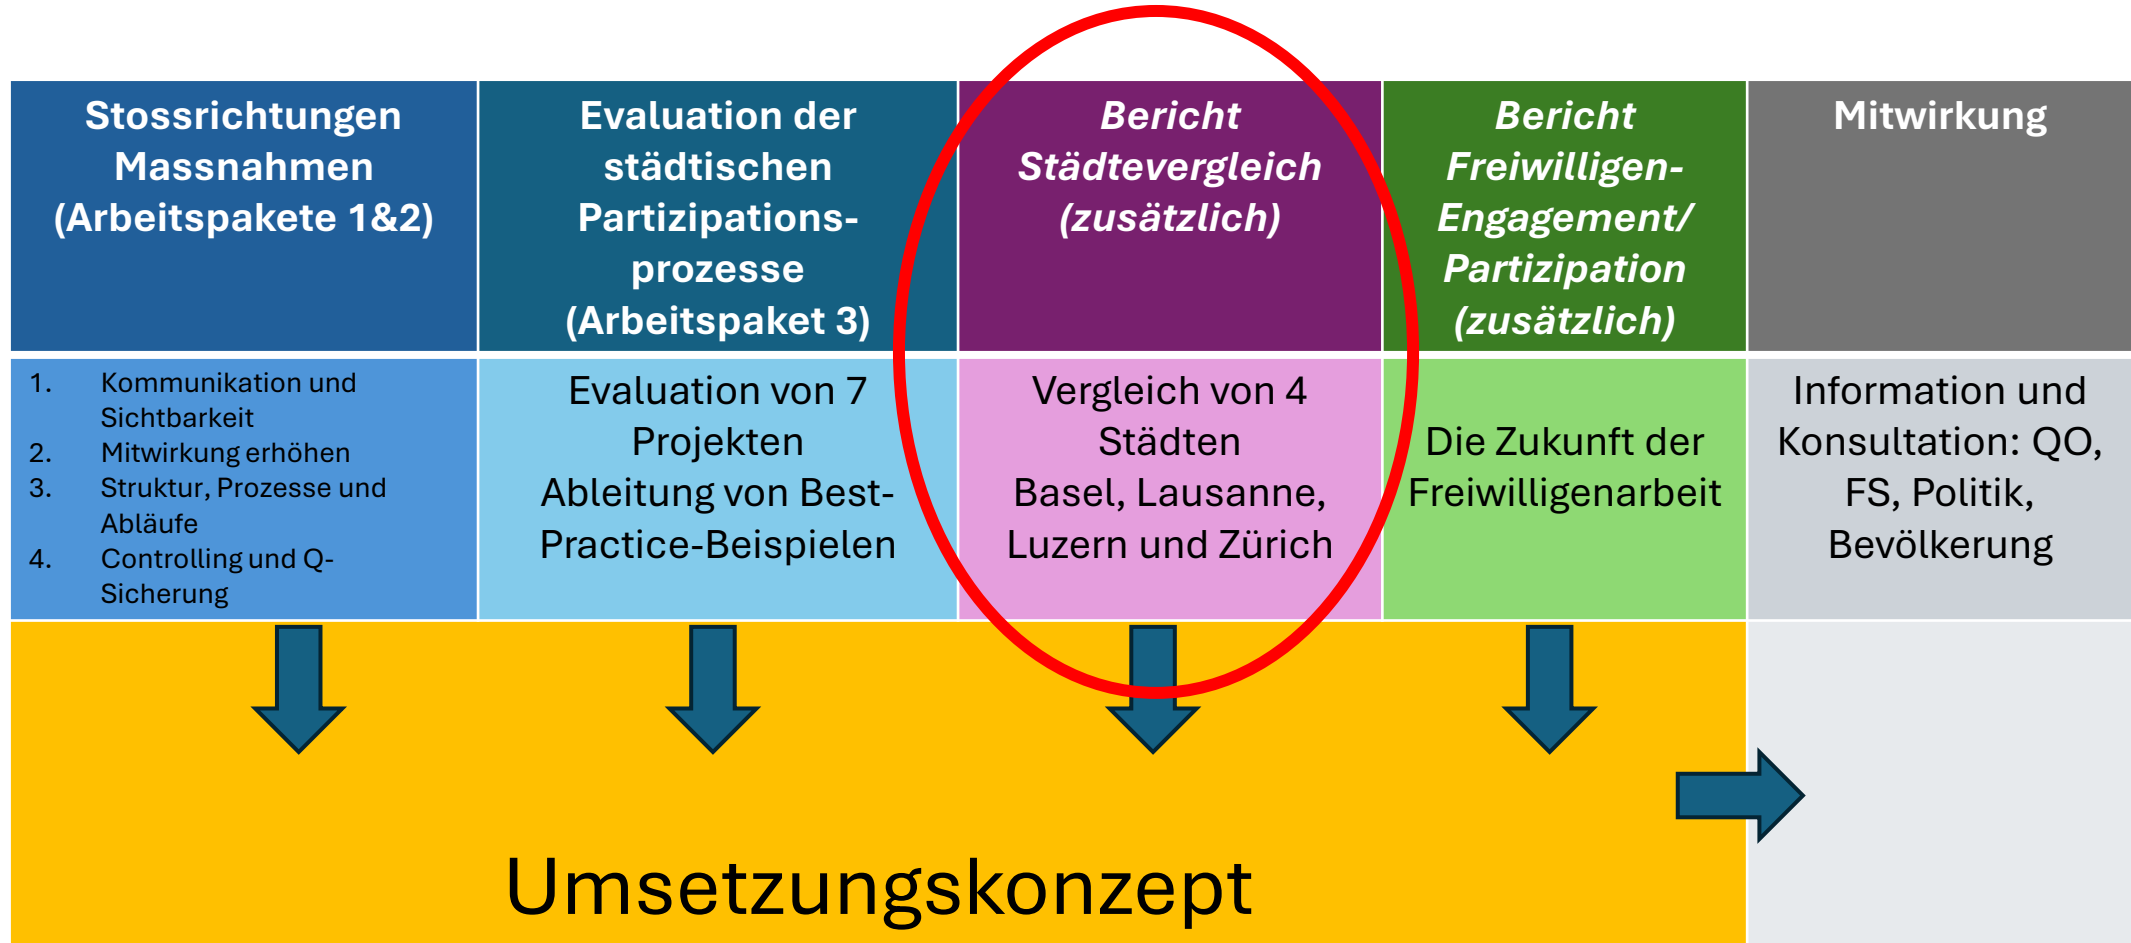 Stossrichtungen
Massnahmen
(Arbeitspakete 1&2)
Evaluation der
städtischen
Partizipations-
prozesse
(Arbeitspaket 3)
Bericht
Städtevergleich
(zusätzlich)
Bericht
Freiwilligen-
Engagement/
Partizipation
(zusätzlich)
Mitwirkung
1. Kommunikation und
Sichtbarkeit
2. Mitwirkung erhöhen
3. Struktur, Prozesse und
Abläufe
4. Controlling und Q-
Sicherung
Evaluation von 7
Projekten
Ableitung von Best-
Practice-Beispielen
Vergleich von 4
Städten
Basel, Lausanne,
Luzern und Zürich
Die Zukunft der
Freiwilligenarbeit
Information und
Konsultation: QO,
FS, Politik,
Bevölkerung
Umsetzungskonzept